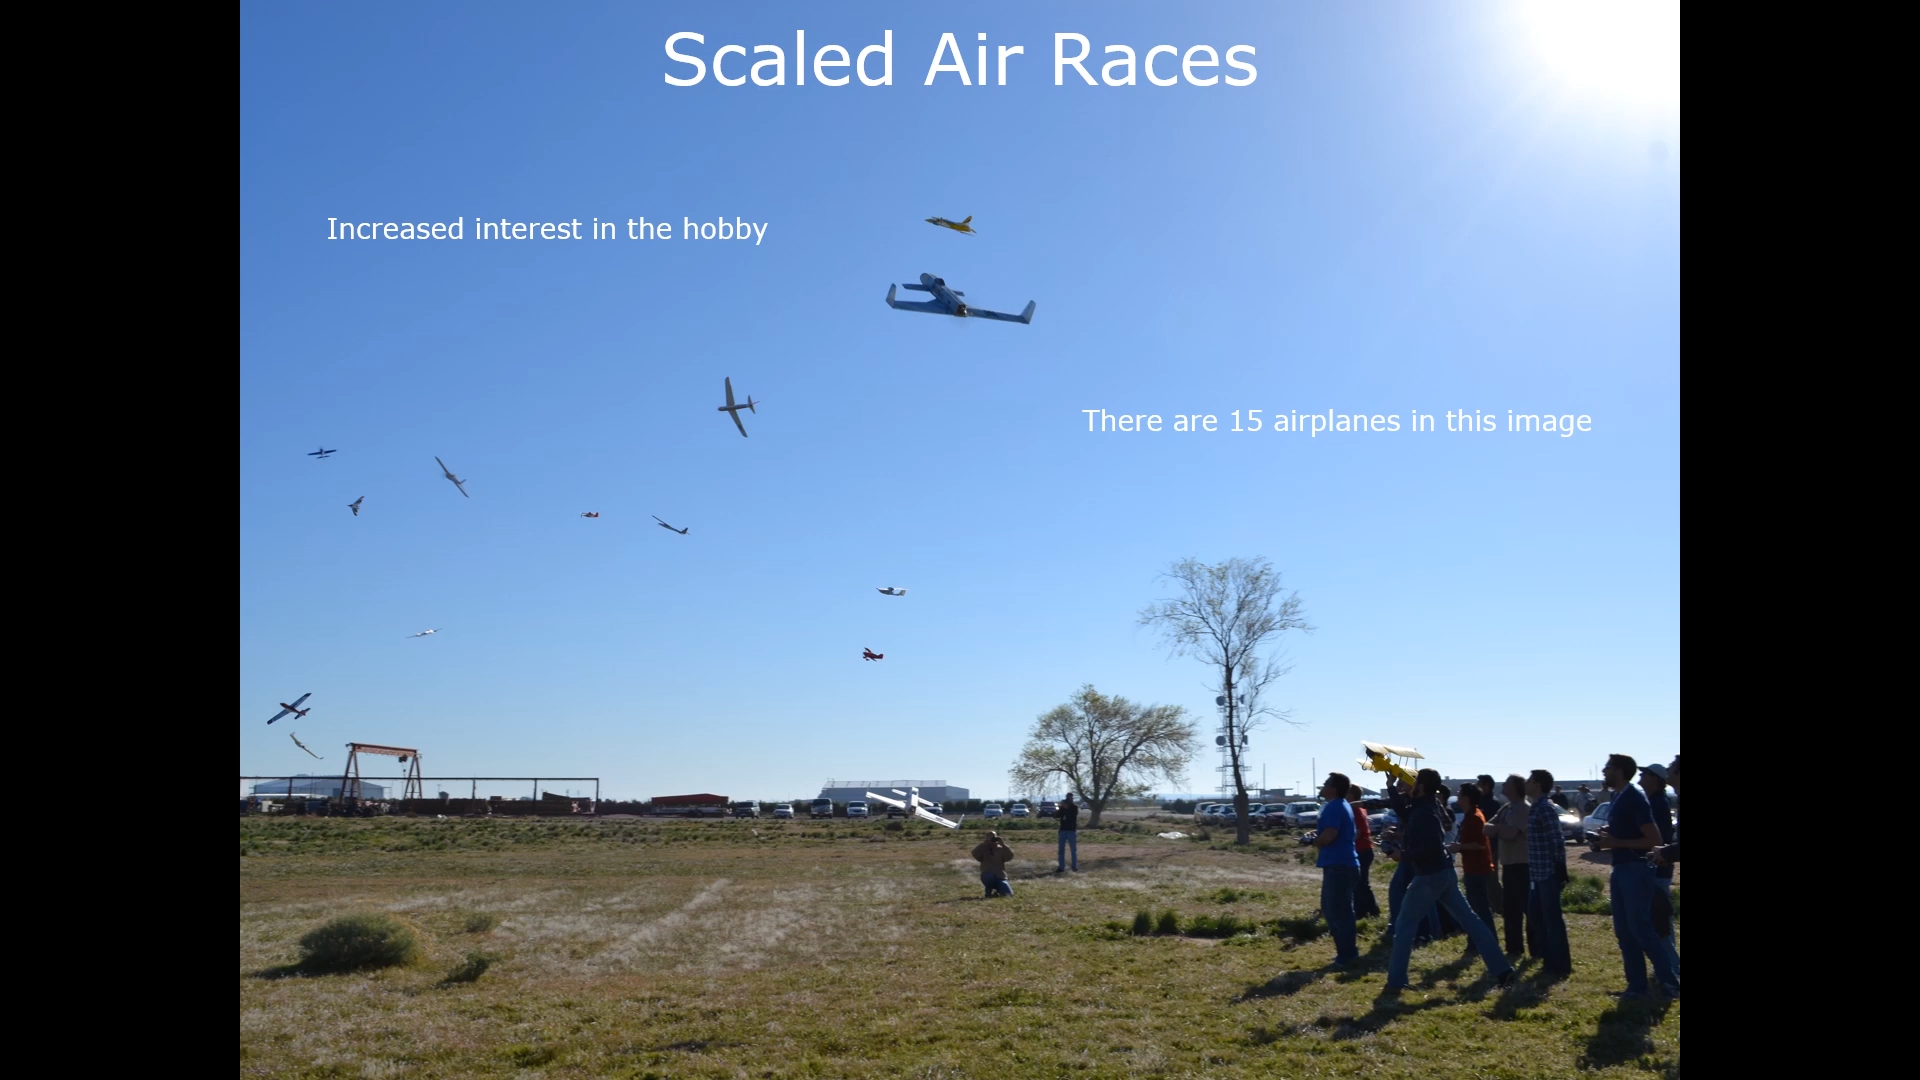 Scaled Air Races
Increased interest in the hobby
There are 15 airplanes in this image